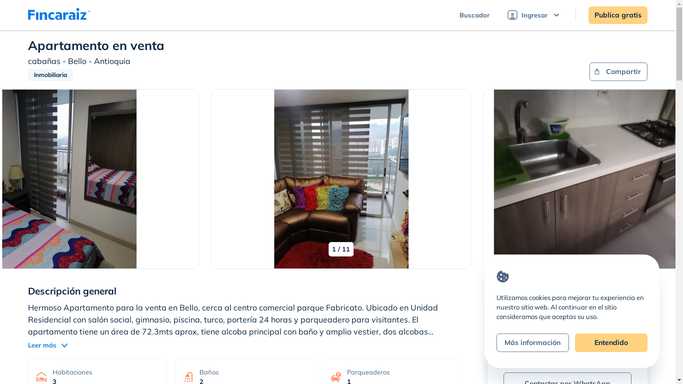 Fincaraiz
Buscador
Ingresar
Publica gratis
Apartamento en venta
cabañas - Bello - Antioquia
Inmobiliaria
Compartir
1 / 11
Descripción general
Hermoso Apartamento para la venta en Bello, cerca al centro comercial parque Fabricato. Ubicado en Unidad
Residencial con salón social, gimnasio, piscina, turco, portería 24 horas y parqueadero para visitantes. El
apartamento tiene un área de 72.3mts aprox, tiene alcoba principal con baño y amplio vestier, dos alcobas...
Leer más
Habitaciones
3
Baños
2
Parqueaderos
1
Utilizamos cookies para mejorar tu experiencia en
nuestro sitio web. Al continuar en el sitio
consideramos que aceptas su uso.
Más información
Entendido
Contactar por WhatsApp